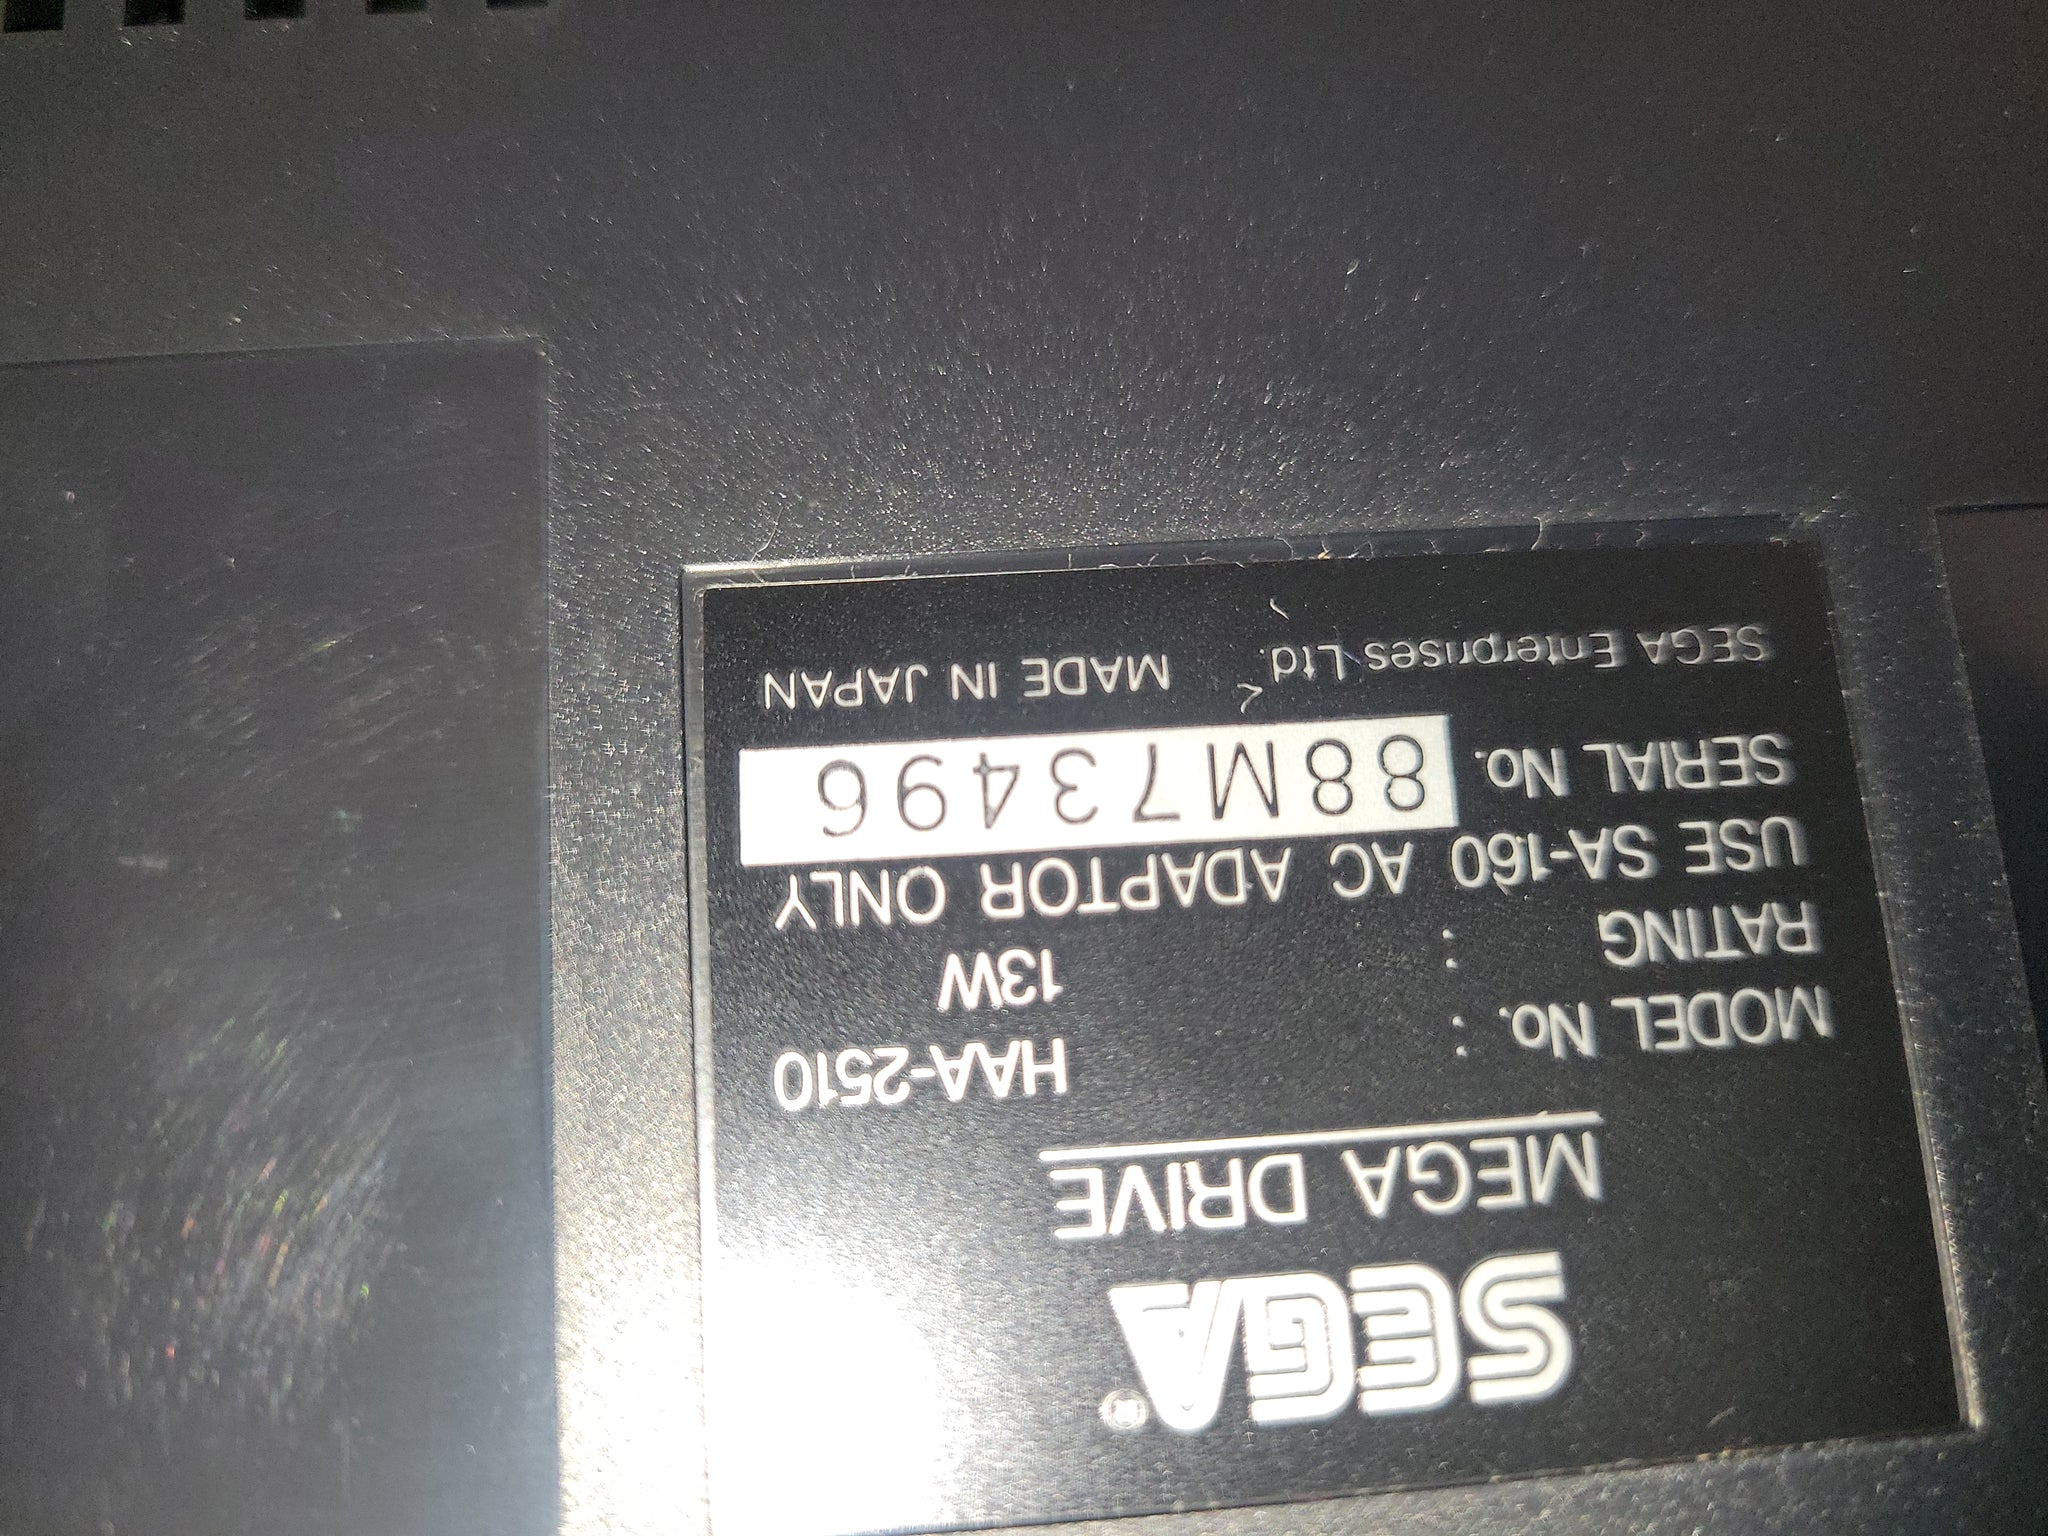 SEGA®
MEGA DRIVE
MODEL No. : HAA-2510
RATING : 13W
USE SA-160 AC ADAPTOR ONLY
SERIAL No. 88M73496
SEGA Enterprises Ltd. MADE IN JAPAN